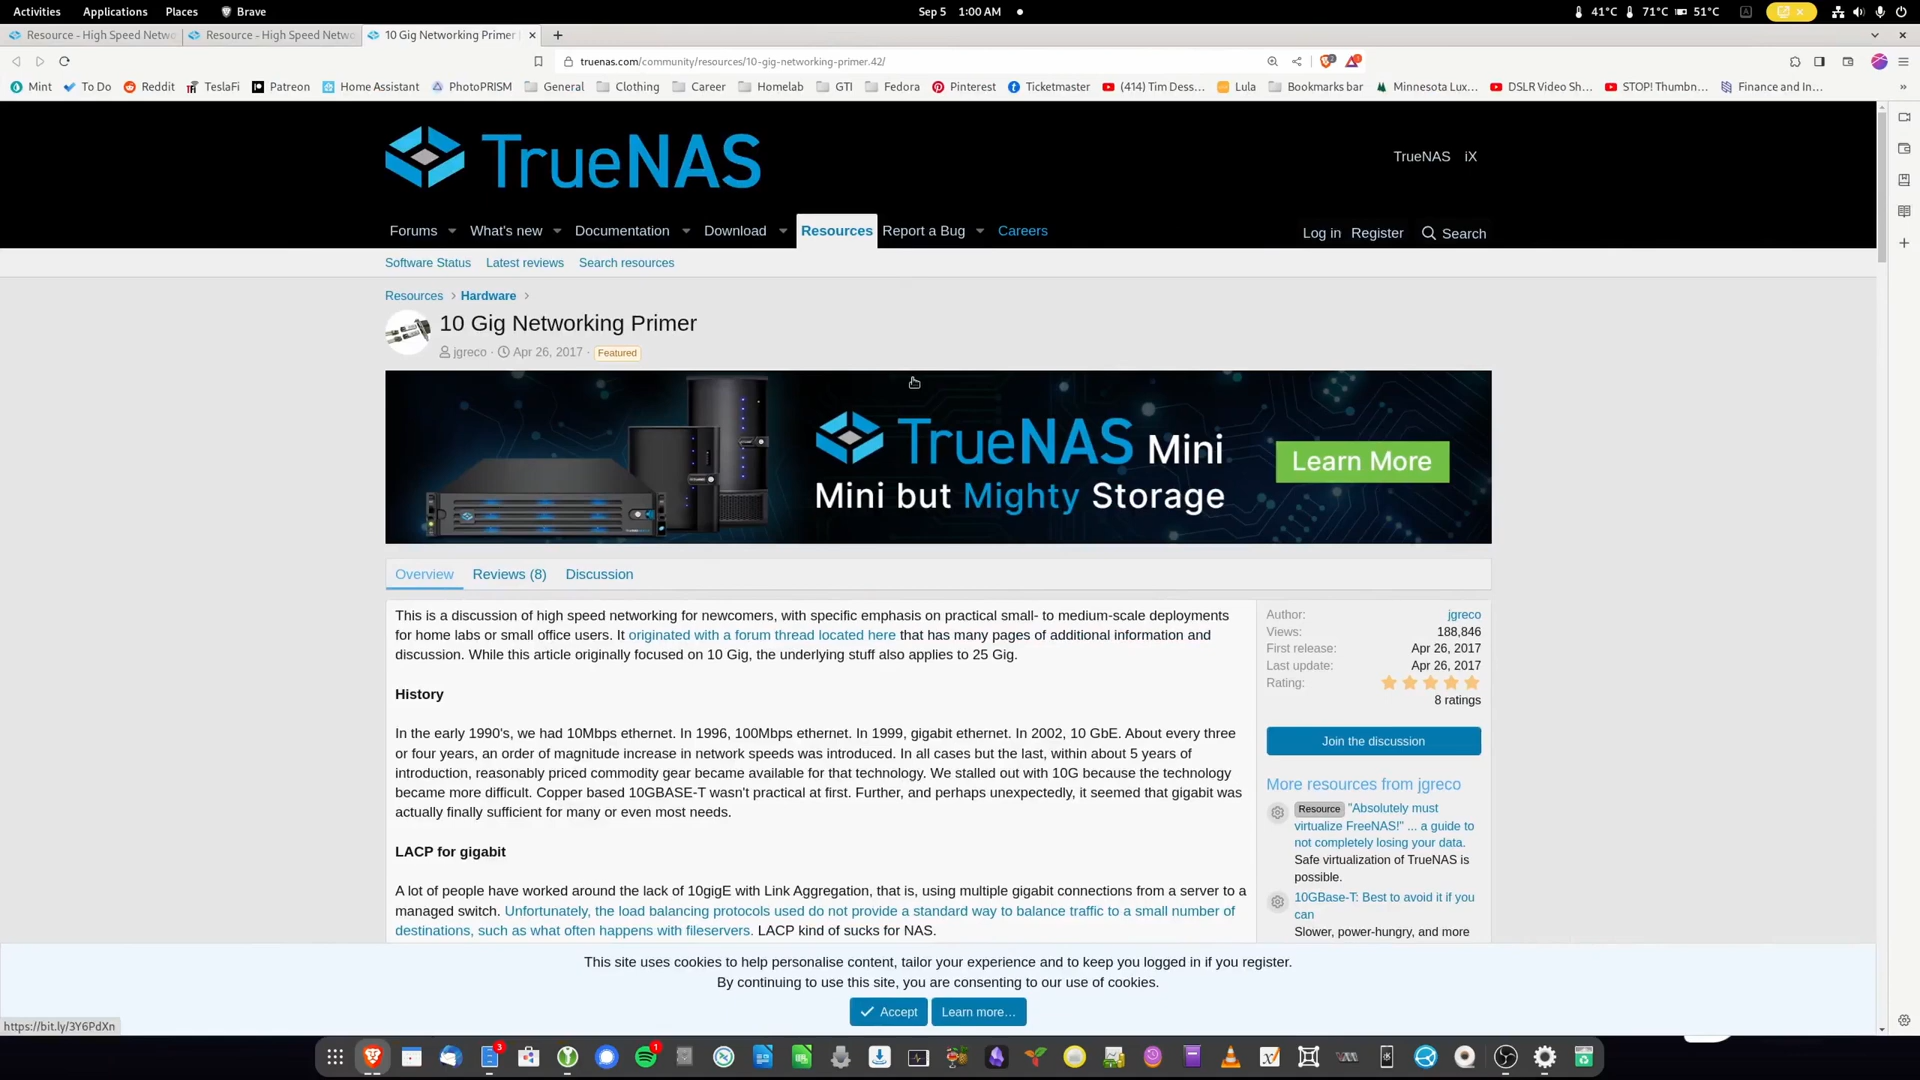 Activities Applications Places Brave Sep 5 1:00 AM 41°C 71°C 51°C
Resource - High Speed Netwo Resource - High Speed Netwo 10 Gig Networking Primer
truenas.com/community/resources/10-gig-networking-primer.42/
Mint To Do Reddit TeslaFi Patreon Home Assistant PhotoPRISM General Clothing Career Homelab GTI Fedora Pinterest Ticketmaster (414) Tim Dess... Lula Bookmarks bar Minnesota Lux... DSLR Video Sh... STOP! Thumbn... Finance and In...
TrueNAS
TrueNAS iX
Forums What's new Documentation Download Resources Report a Bug Careers Log in Register Search
Software Status Latest reviews Search resources
Resources > Hardware >
10 Gig Networking Primer
jgreco · Apr 26, 2017 · Featured
TrueNAS Mini
Mini but Mighty Storage
Learn More
Overview Reviews (8) Discussion
This is a discussion of high speed networking for newcomers, with specific emphasis on practical small- to medium-scale deployments
for home labs or small office users. It originated with a forum thread located here that has many pages of additional information and
discussion. While this article originally focused on 10 Gig, the underlying stuff also applies to 25 Gig.
History
In the early 1990's, we had 10Mbps ethernet. In 1996, 100Mbps ethernet. In 1999, gigabit ethernet. In 2002, 10 GbE. About every three
or four years, an order of magnitude increase in network speeds was introduced. In all cases but the last, within about 5 years of
introduction, reasonably priced commodity gear became available for that technology. We stalled out with 10G because the technology
became more difficult. Copper based 10GBASE-T wasn't practical at first. Further, and perhaps unexpectedly, it seemed that gigabit was
actually finally sufficient for many or even most needs.
LACP for gigabit
A lot of people have worked around the lack of 10gigE with Link Aggregation, that is, using multiple gigabit connections from a server to a
managed switch. Unfortunately, the load balancing protocols used do not provide a standard way to balance traffic to a small number of
destinations, such as what often happens with fileservers. LACP kind of sucks for NAS.
Author: jgreco
Views: 188,846
First release: Apr 26, 2017
Last update: Apr 26, 2017
Rating:
8 ratings
Join the discussion
More resources from jgreco
Resource "Absolutely must
virtualize FreeNAS!" ... a guide to
not completely losing your data.
Safe virtualization of TrueNAS is
possible.
10GBase-T: Best to avoid it if you
can
Slower, power-hungry, and more
This site uses cookies to help personalise content, tailor your experience and to keep you logged in if you register.
By continuing to use this site, you are consenting to our use of cookies.
Accept Learn more…
https://bit.ly/3Y6PdXn
3 1